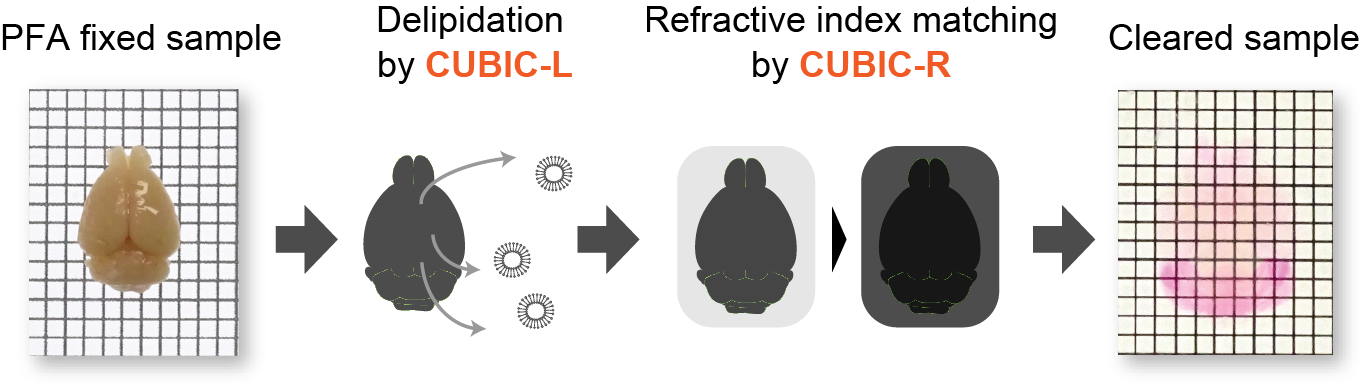 PFA fixed sample
Delipidation
by CUBIC-L
Refractive index matching
by CUBIC-R
Cleared sample